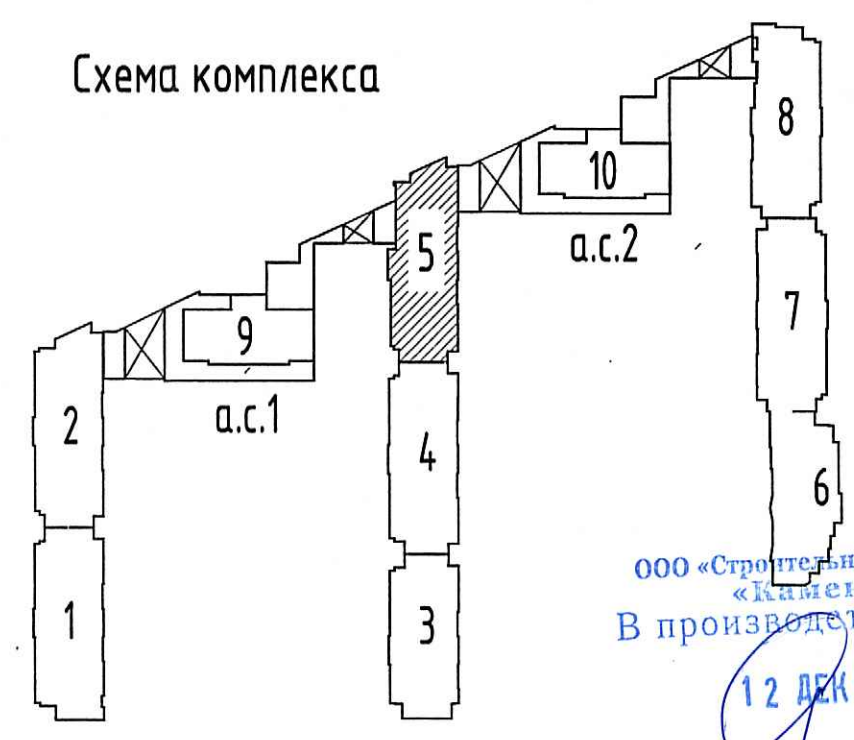 Схема комплекса
8
10
5
а.с.2
7
9
2
а.с.1
4
6
1
3
ООО «Строительн
«Камен
В производст
12 ДЕК